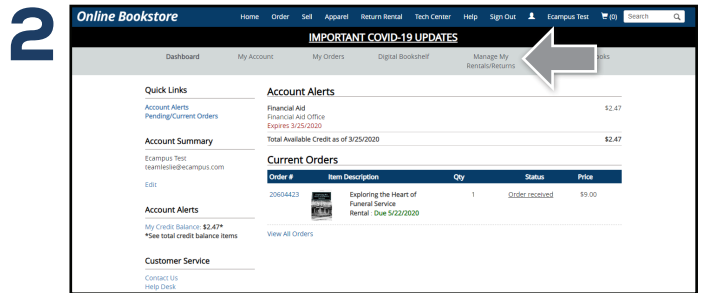 2
Online Bookstore Home Order Sell Apparel Return Rental Tech Center Help Sign Out Ecampus Test (0) Search
IMPORTANT COVID-19 UPDATES
Dashboard My Account My Orders Digital Bookshelf Manage My
Rentals/Returns
Quick Links
Account Alerts
Pending/Current Orders
Account Summary
Ecampus Test
teamleslie@ecampus.com
Edit
Account Alerts
My Credit Balance: $2.47*
*See total credit balance items
Customer Service
Contact Us
Help Desk
Account Alerts
Financial Aid $2.47
Financial Aid Office
Expires 3/25/2020
Total Available Credit as of 3/25/2020 $2.47
Current Orders
Order # Item Description Qty Status Price
20604423 Exploring the Heart of 1 Order received $9.00
Funeral Service
Rental : Due 5/22/2020
View All Orders